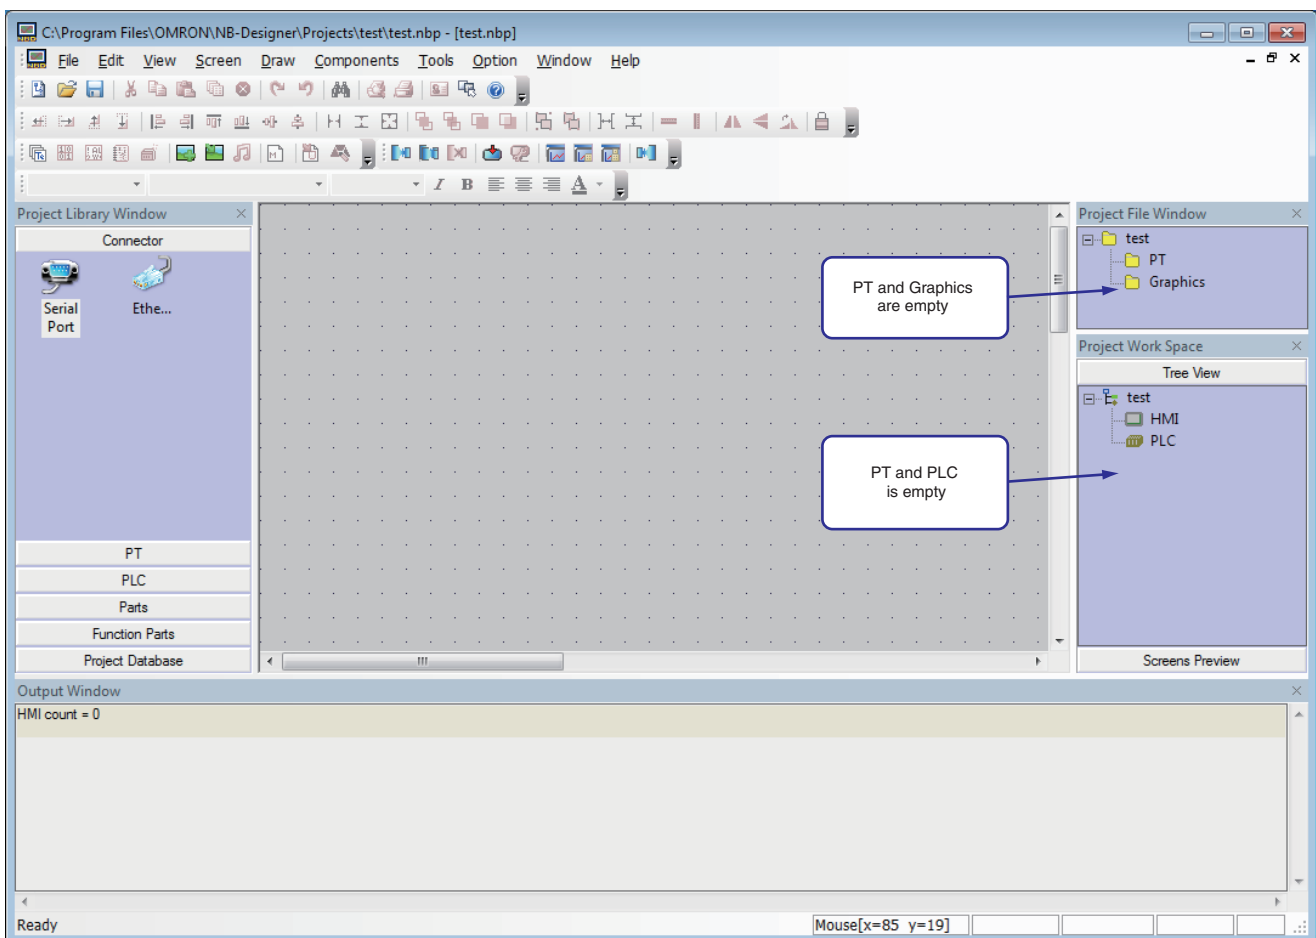 C:\Program Files\OMRON\NB-Designer\Projects\test\test.nbp - [test.nbp]
File Edit View Screen Draw Components Tools Option Window Help
Project Library Window
Connector
Serial Port
Ethe...
PT
PLC
Parts
Function Parts
Project Database
PT and Graphics
are empty
PT and PLC
is empty
Project File Window
test
PT
Graphics
Project Work Space
Tree View
test
HMI
PLC
Screens Preview
Output Window
HMI count = 0
Ready
Mouse[x=85 y=19]